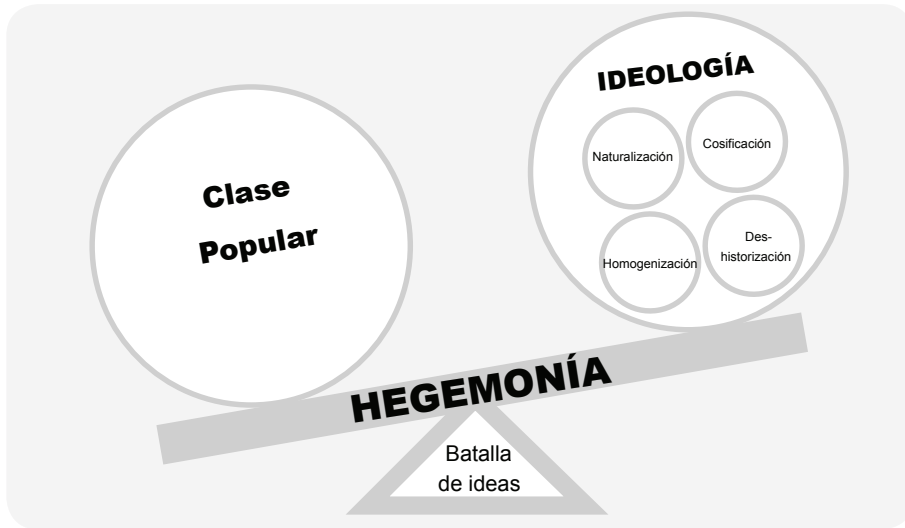 Clase
Popular
IDEOLOGÍA
Naturalización
Cosificación
Homogenización
Des-
historización
HEGEMONÍA
Batalla
de ideas